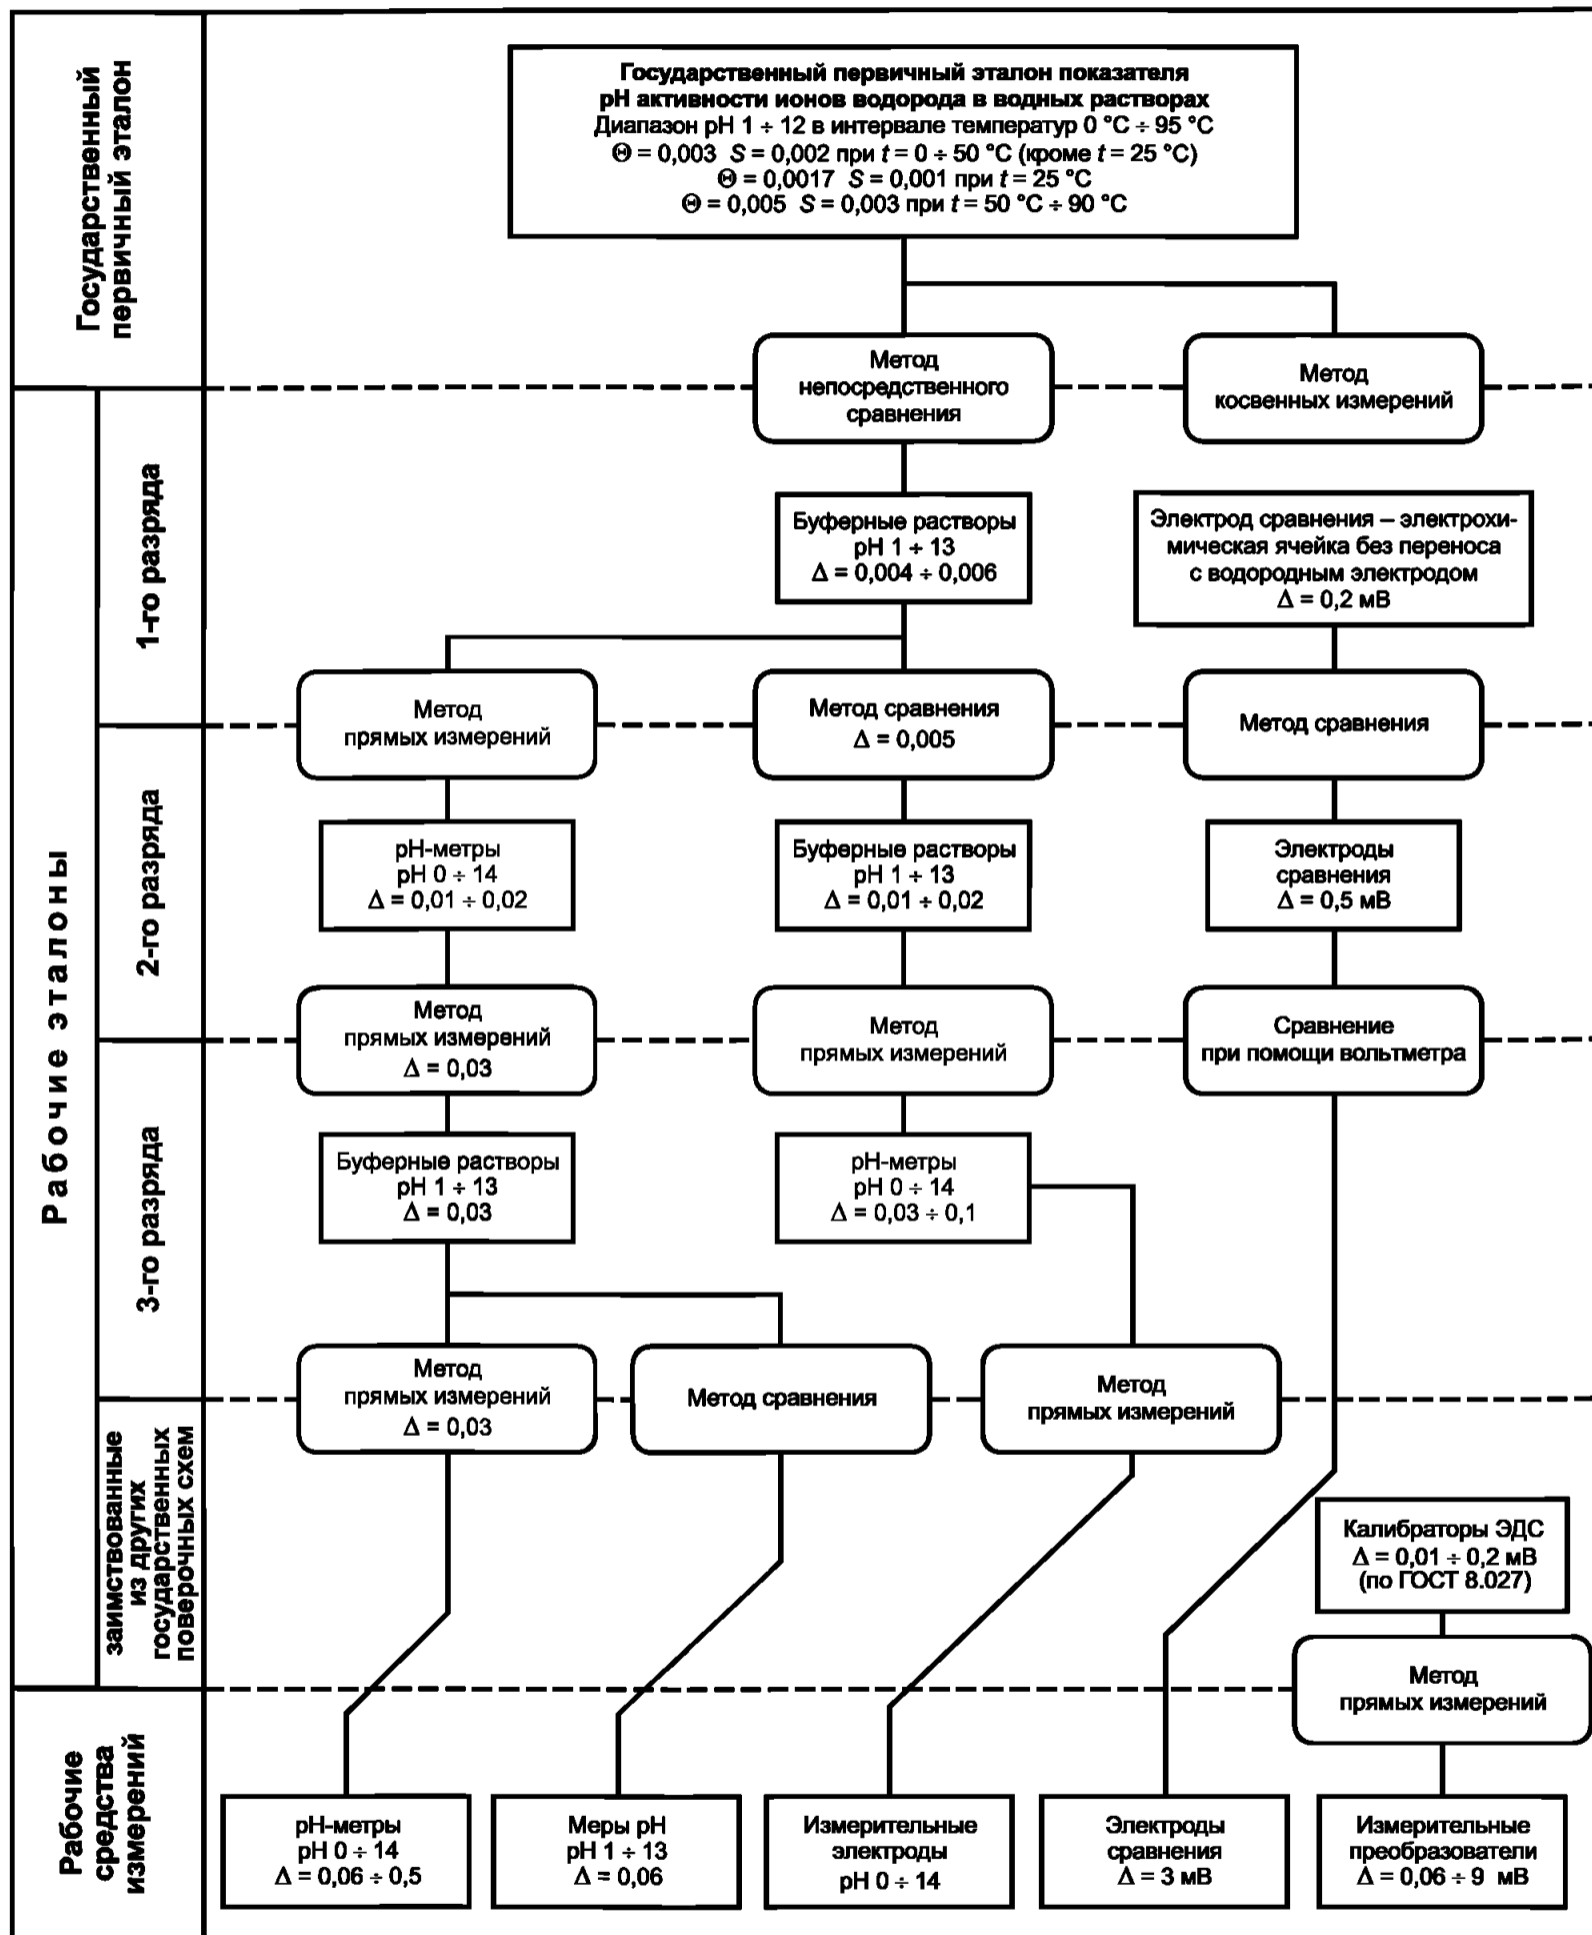 Государственный
первичный эталон
Государственный первичный эталон показателя
pH активности ионов водорода в водных растворах
Диапазон pH 1 ÷ 12 в интервале температур 0 °C ÷ 95 °C
Θ = 0,003 S = 0,002 при t = 0 ÷ 50 °C (кроме t = 25 °C)
Θ = 0,0017 S = 0,001 при t = 25 °C
Θ = 0,005 S = 0,003 при t = 50 °C ÷ 90 °C
Метод
непосредственного
сравнения
Метод
косвенных измерений
Рабочие эталоны
1-го разряда
Буферные растворы
pH 1 ÷ 13
Δ = 0,004 ÷ 0,006
Электрод сравнения – электрохи-
мическая ячейка без переноса
с водородным электродом
Δ = 0,2 мВ
Метод
прямых измерений
Метод сравнения
Δ = 0,005
Метод сравнения
2-го разряда
pH-метры
pH 0 ÷ 14
Δ = 0,01 ÷ 0,02
Буферные растворы
pH 1 ÷ 13
Δ = 0,01 ÷ 0,02
Электроды
сравнения
Δ = 0,5 мВ
Метод
прямых измерений
Δ = 0,03
Метод
прямых измерений
Сравнение
при помощи вольтметра
3-го разряда
Буферные растворы
pH 1 ÷ 13
Δ = 0,03
pH-метры
pH 0 ÷ 14
Δ = 0,03 ÷ 0,1
Метод
прямых измерений
Δ = 0,03
Метод сравнения
Метод
прямых измерений
заимствованные
из других
государственных
поверочных схем
Калибраторы ЭДС
Δ = 0,01 ÷ 0,2 мВ
(по ГОСТ 8.027)
Метод
прямых измерений
Рабочие
средства
измерений
pH-метры
pH 0 ÷ 14
Δ = 0,06 ÷ 0,5
Меры pH
pH 1 ÷ 13
Δ = 0,06
Измерительные
электроды
pH 0 ÷ 14
Электроды
сравнения
Δ = 3 мВ
Измерительные
преобразователи
Δ = 0,06 ÷ 9 мВ